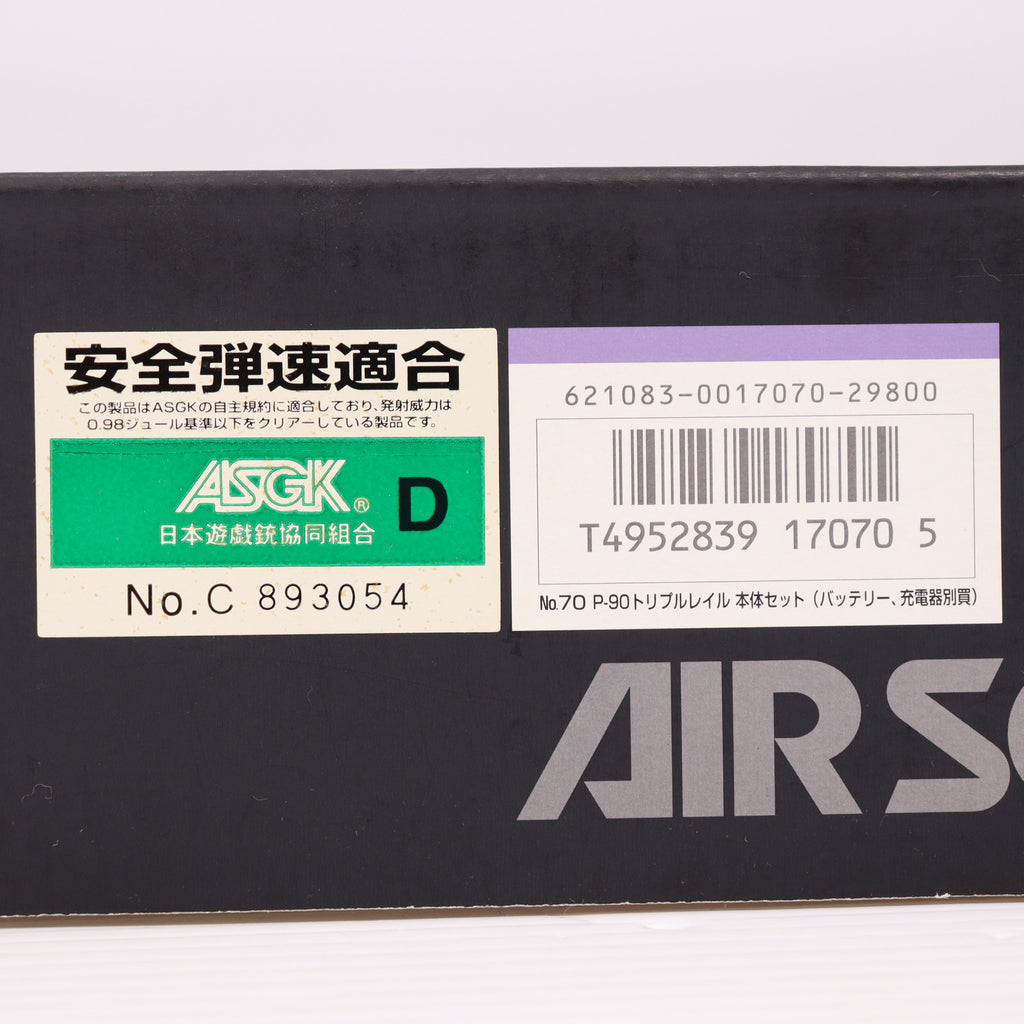 安全弾速適合
この製品はASGKの自主規約に適合しており、発射威力は
0.98ジュール基準以下をクリアーしている製品です。
ASGK®
D
日本遊戯銃協同組合
No.C 893054
621083-0017070-29800
T4952839 17070 5
No.70 P-90トリプルレイル 本体セット (バッテリー、充電器別買)
AIR S